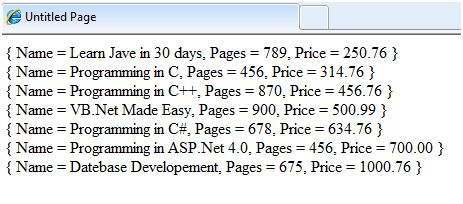 Untitled Page
{ Name = Learn Jave in 30 days, Pages = 789, Price = 250.76 }
{ Name = Programming in C, Pages = 456, Price = 314.76 }
{ Name = Programming in C++, Pages = 870, Price = 456.76 }
{ Name = VB.Net Made Easy, Pages = 900, Price = 500.99 }
{ Name = Programming in C#, Pages = 678, Price = 634.76 }
{ Name = Programming in ASP.Net 4.0, Pages = 456, Price = 700.00 }
{ Name = Datebase Developement, Pages = 675, Price = 1000.76 }